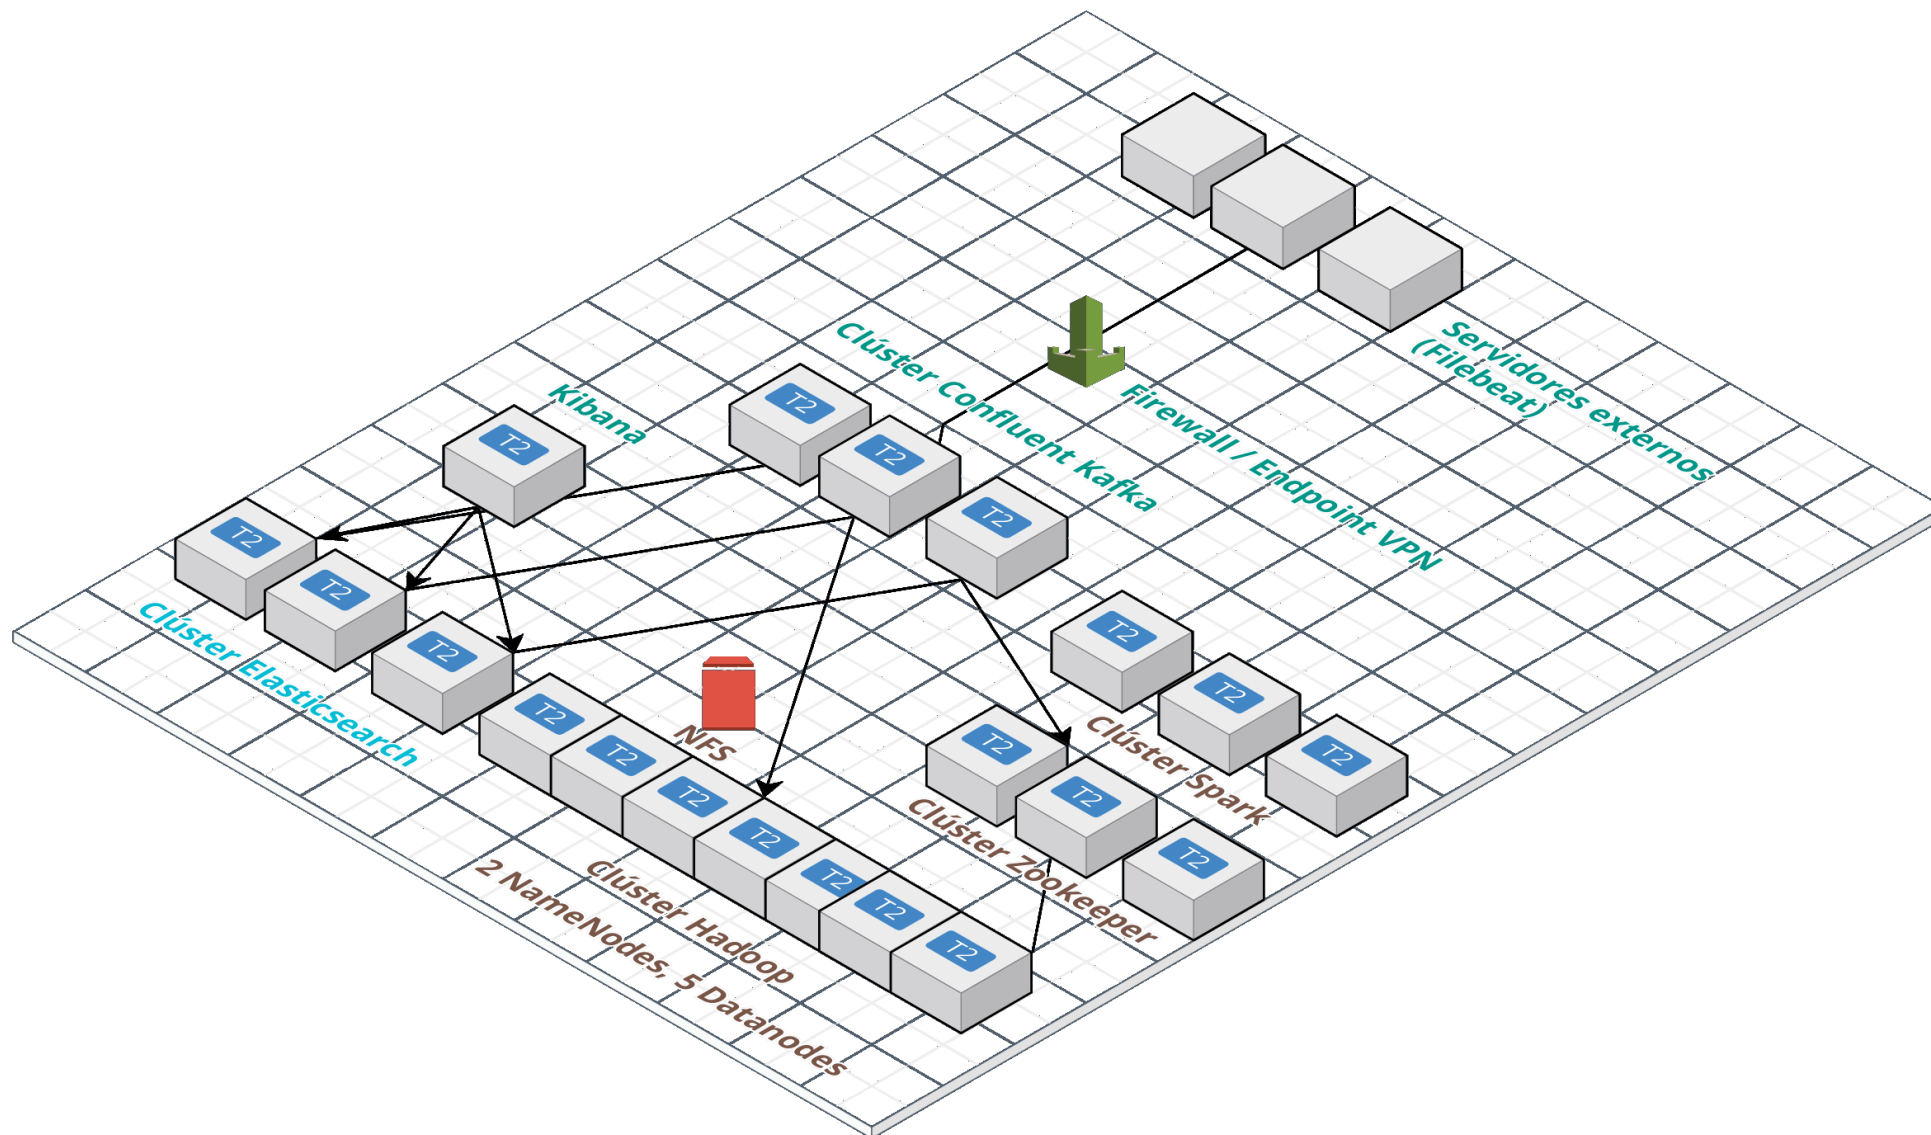 Servidores externos
(Filebeat)
Firewall / Endpoint VPN
Clúster Confluent Kafka
T2
T2
T2
Kibana
T2
T2
T2
T2
Clúster Elasticsearch
NFS
T2
T2
T2
Clúster Spark
T2
T2
T2
Clúster Zookeeper
T2
T2
T2
T2
T2
T2
T2
Clúster Hadoop
2 NameNodes, 5 Datanodes